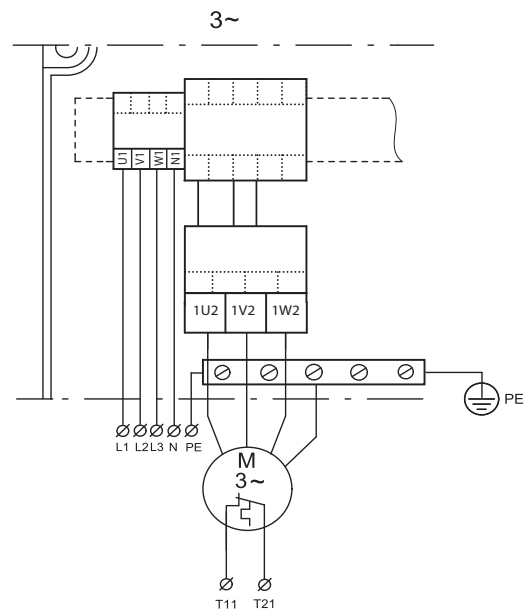 3~
U1 V1 W1 N1
1U2 1V2 1W2
PE
L1 L2 L3 N PE
M
3~
T11 T21